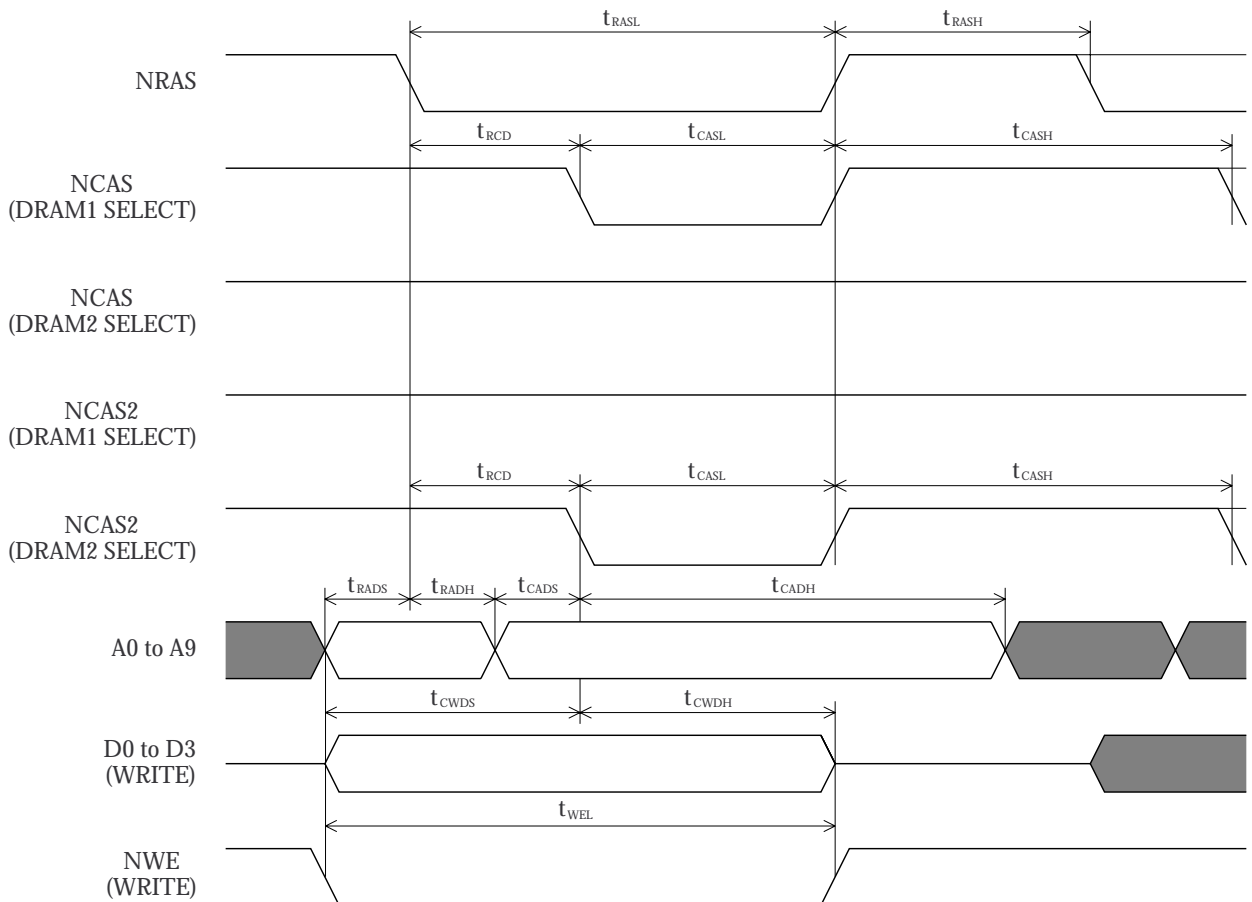 tRASL tRASH
NRAS
tRCD tCASL tCASH
NCAS
(DRAM1 SELECT)
NCAS
(DRAM2 SELECT)
NCAS2
(DRAM1 SELECT)
tRCD tCASL tCASH
NCAS2
(DRAM2 SELECT)
tRADS tRADH tCADS tCADH
A0 to A9
tCWDS tCWDH
D0 to D3
(WRITE)
tWEL
NWE
(WRITE)